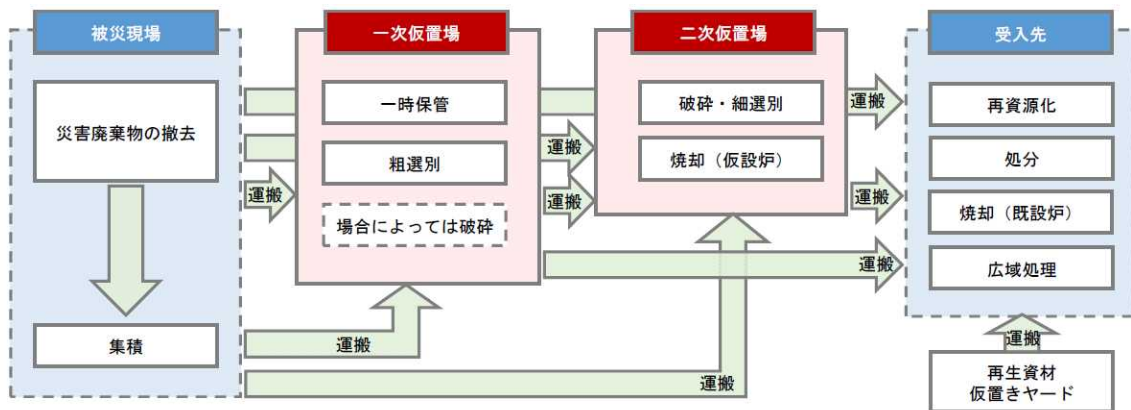 被災現場
災害廃棄物の撤去
集積
運搬
運搬
運搬
一次仮置場
一時保管
粗選別
場合によっては破砕
運搬
運搬
運搬
二次仮置場
破砕・細選別
焼却（仮設炉）
運搬
運搬
受入先
再資源化
処分
焼却（既設炉）
広域処理
運搬
再生資材
仮置きヤード